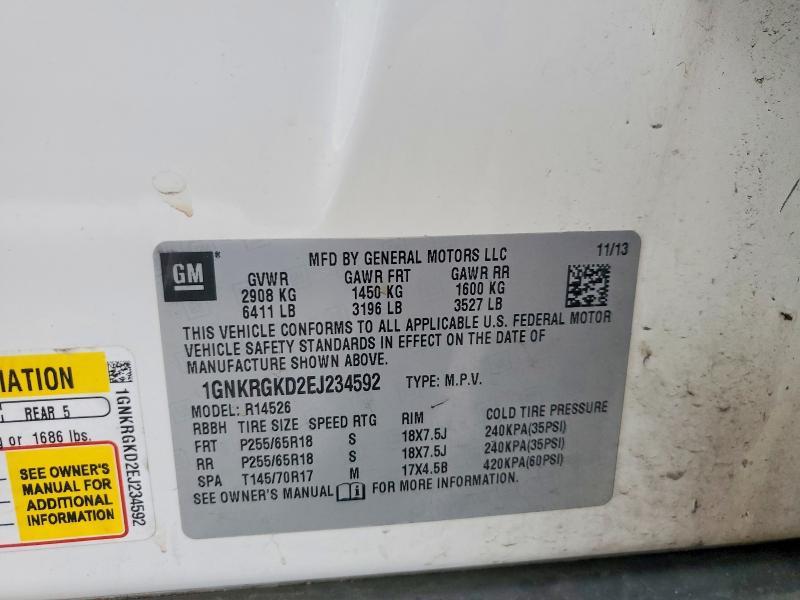 GM
MFD BY GENERAL MOTORS LLC
11/13
GVWR GAWR FRT GAWR RR
2908 KG 1450 KG 1600 KG
6411 LB 3196 LB 3527 LB
THIS VEHICLE CONFORMS TO ALL APPLICABLE U.S. FEDERAL MOTOR
VEHICLE SAFETY STANDARDS IN EFFECT ON THE DATE OF
MANUFACTURE SHOWN ABOVE.
1GNKRGKD2EJ234592 TYPE: M.P.V.
MODEL: R14526
RBBH TIRE SIZE SPEED RTG RIM COLD TIRE PRESSURE
FRT P255/65R18 S 18X7.5J 240KPA(35PSI)
RR P255/65R18 S 18X7.5J 240KPA(35PSI)
SPA T145/70R17 M 17X4.5B 420KPA(60PSI)
SEE OWNER'S MANUAL FOR MORE INFORMATION.
REAR 5
or 1686 lbs.
SEE OWNER'S
MANUAL FOR
ADDITIONAL
INFORMATION
1GNKRGKD2EJ234592